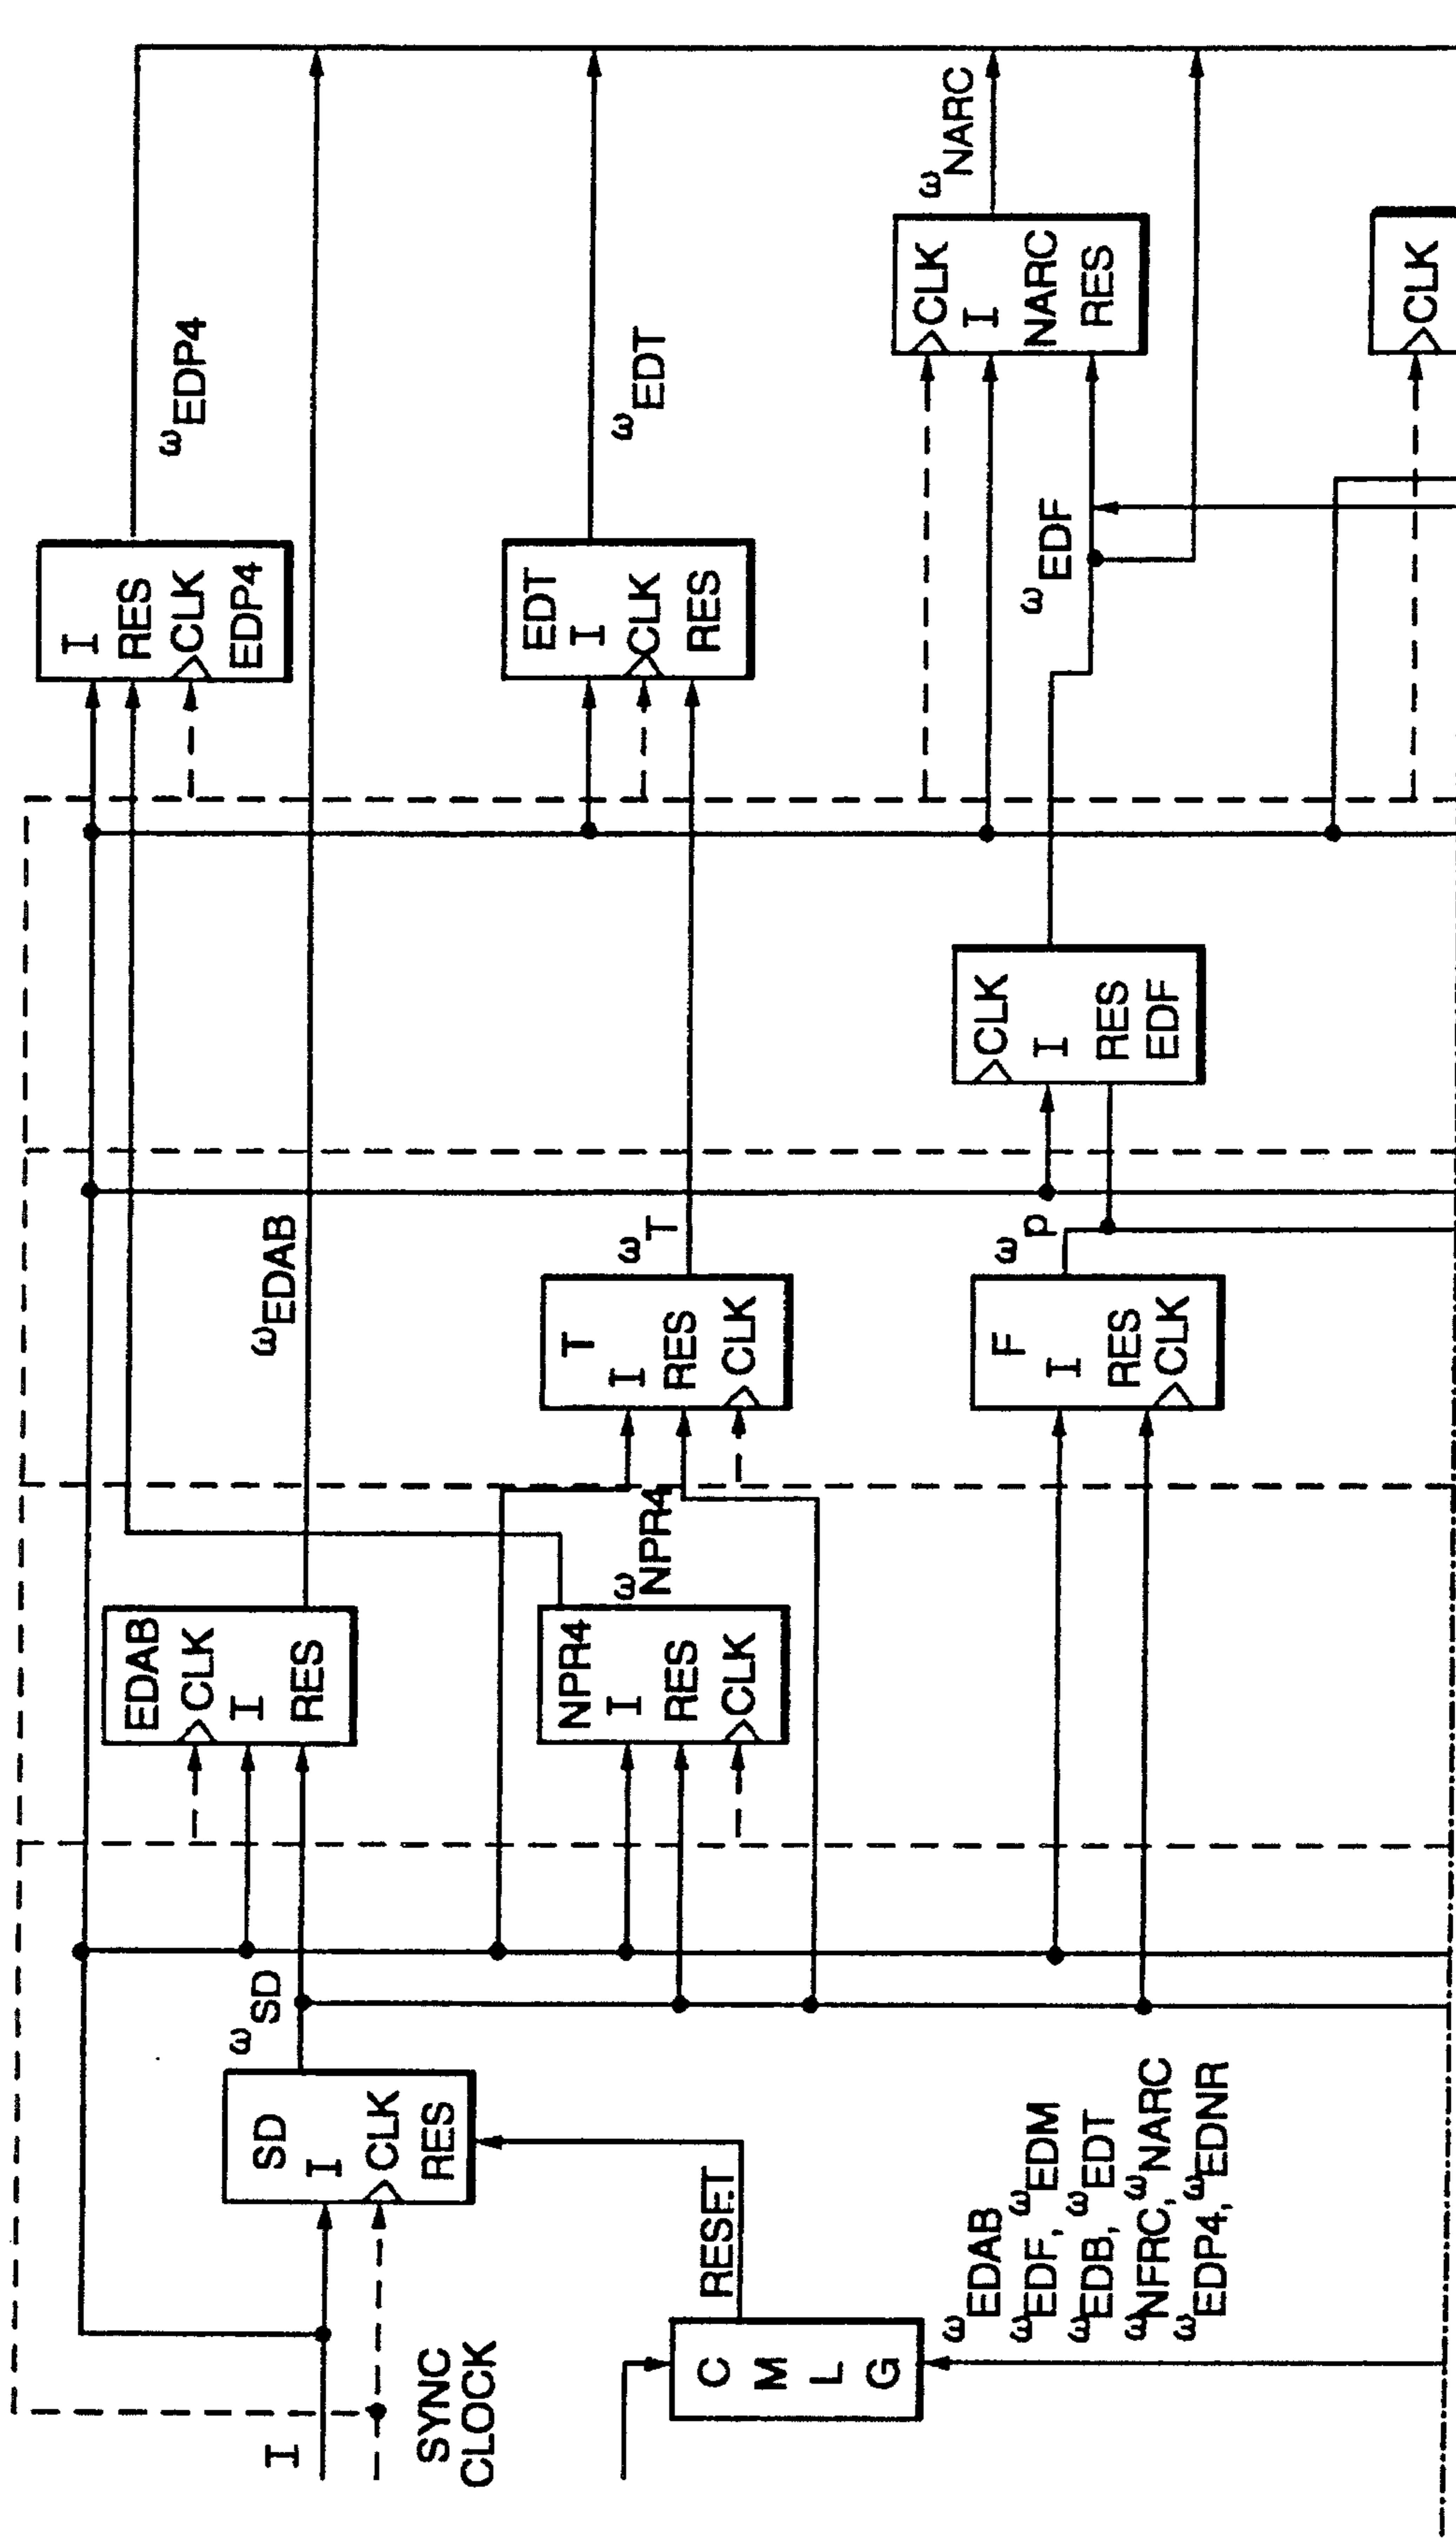 I
SYNC
CLOCK
SD
I
CLK
RES
ωSD
C
M
L
G
RESET
ωEDAB
ωEDF, ωEDM
ωEDB, ωEDT
ωNFRC, ωNARC
ωEDP4, ωEDNR
EDAB
CLK
I
RES
ωEDAB
NPR4
I
RES
CLK
ωNPR4
T
I
RES
CLK
ωT
F
I
RES
CLK
ωp
CLK
I
RES
EDF
ωEDF
I
RES
CLK
EDP4
ωEDP4
EDT
I
CLK
RES
ωEDT
CLK
I
NARC
RES
ωNARC
CLK